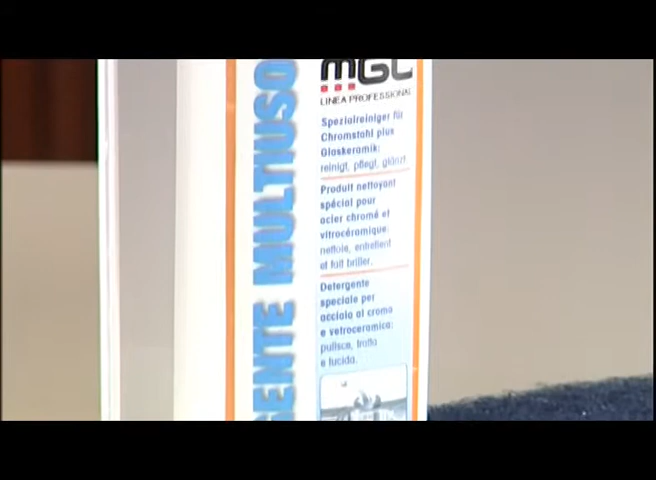 MGL
LINEA PROFESSIONAL
GENTE MULTIUSO
Spezialreiniger für
Chromstahl plus
Glaskeramik:
reinigt, pflegt, glänzt.
Produit nettoyant
spécial pour
acier chromé et
vitrocéramique:
nettoie, entretient
et fait briller.
Detergente
speciale per
acciaio al cromo
e vetroceramica:
pulisce, tratta
e lucida.